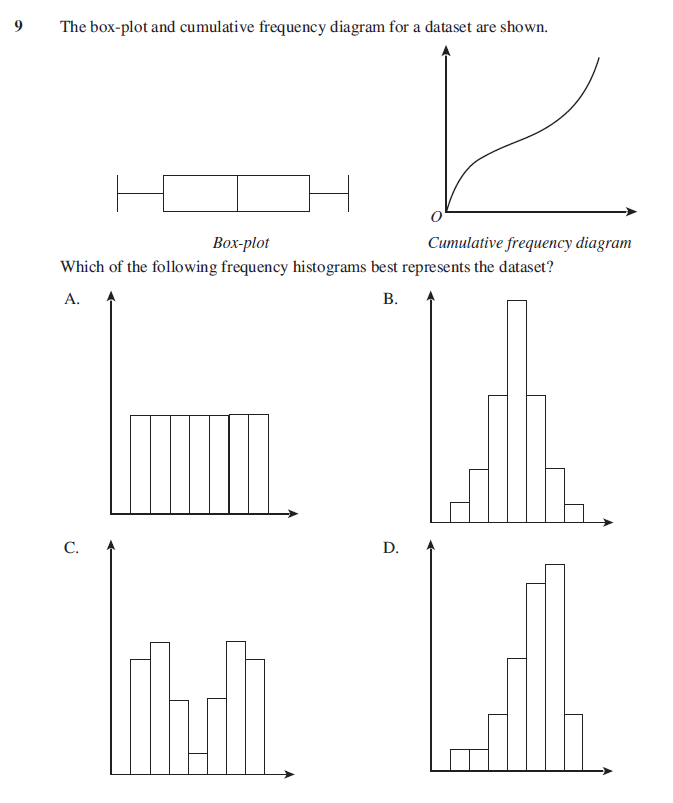 9 The box-plot and cumulative frequency diagram for a dataset are shown.
O
Box-plot
Cumulative frequency diagram
Which of the following frequency histograms best represents the dataset?
A.
B.
C.
D.